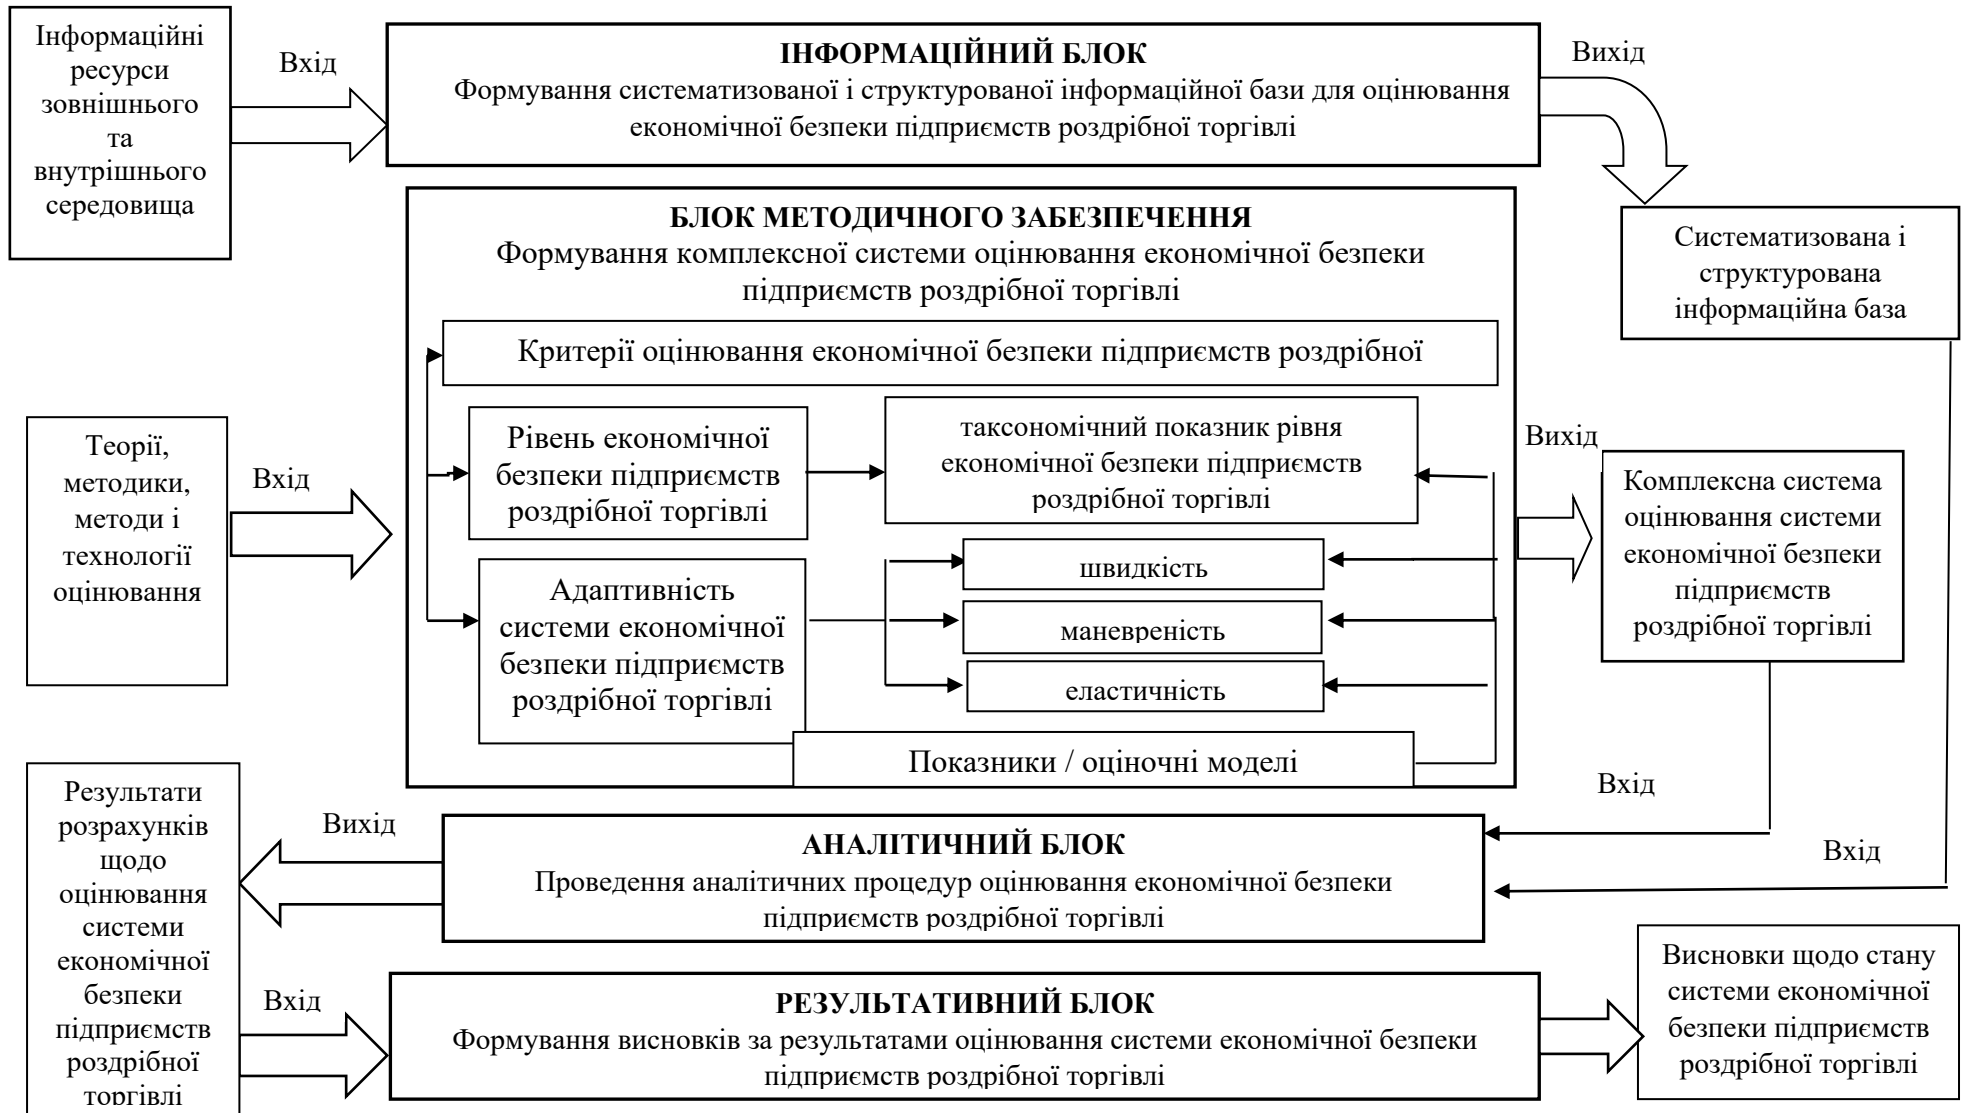 Інформаційні
ресурси
зовнішнього
та
внутрішнього
середовища
Вхід
ІНФОРМАЦІЙНИЙ БЛОК
Формування систематизованої і структурованої інформаційної бази для оцінювання
економічної безпеки підприємств роздрібної торгівлі
Вихід
Систематизована і
структурована
інформаційна база
БЛОК МЕТОДИЧНОГО ЗАБЕЗПЕЧЕННЯ
Формування комплексної системи оцінювання економічної безпеки
підприємств роздрібної торгівлі
Критерії оцінювання економічної безпеки підприємств роздрібної
Теорії,
методики,
методи і
технології
оцінювання
Вхід
Рівень економічної
безпеки підприємств
роздрібної торгівлі
таксономічний показник рівня
економічної безпеки підприємств
роздрібної торгівлі
Адаптивність
системи економічної
безпеки підприємств
роздрібної торгівлі
швидкість
маневреність
еластичність
Показники / оціночні моделі
Вихід
Комплексна система
оцінювання системи
економічної безпеки
підприємств
роздрібної торгівлі
Вхід
Вхід
АНАЛІТИЧНИЙ БЛОК
Проведення аналітичних процедур оцінювання економічної безпеки
підприємств роздрібної торгівлі
Вихід
Результати
розрахунків
щодо
оцінювання
системи
економічної
безпеки
підприємств
роздрібної
торгівлі
Вхід
РЕЗУЛЬТАТИВНИЙ БЛОК
Формування висновків за результатами оцінювання системи економічної безпеки
підприємств роздрібної торгівлі
Висновки щодо стану
системи економічної
безпеки підприємств
роздрібної торгівлі